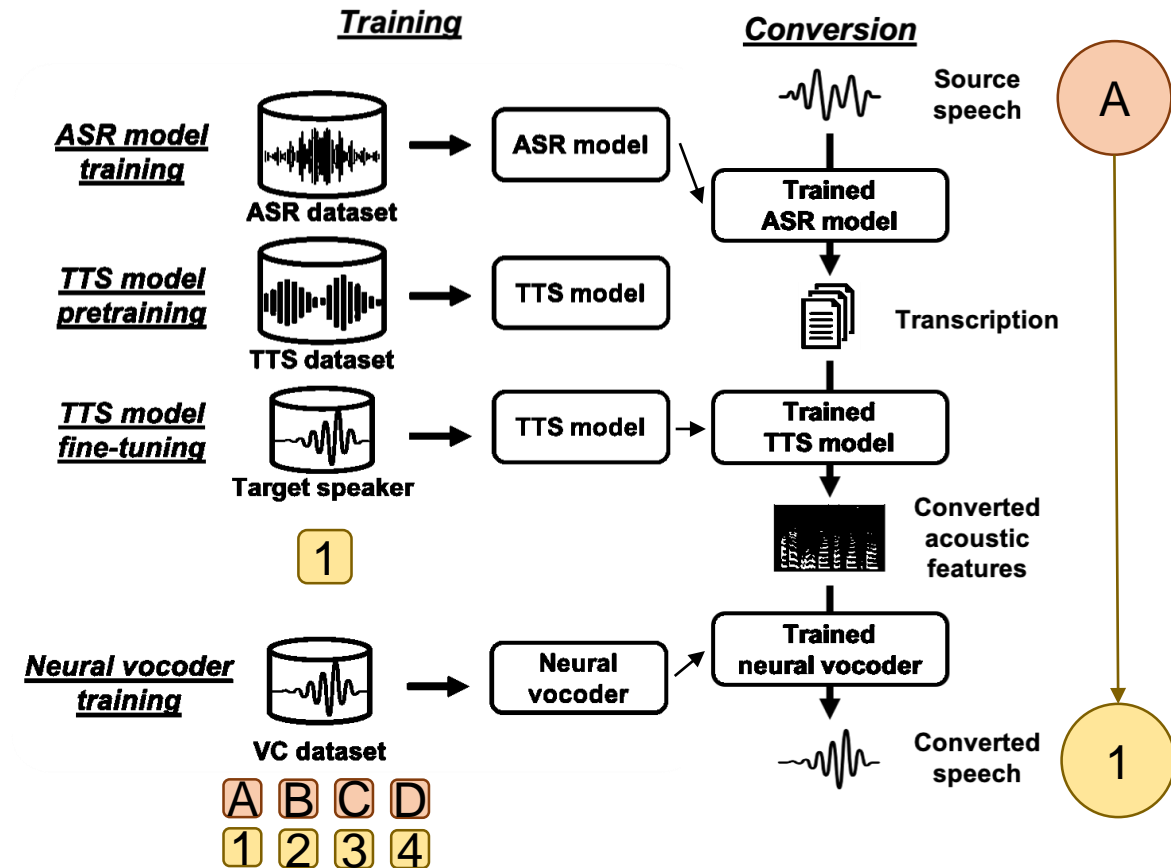 Training
Conversion
Source
speech
A
ASR model
training
ASR dataset
ASR model
Trained
ASR model
TTS model
pretraining
TTS dataset
TTS model
Transcription
TTS model
fine-tuning
Target speaker
TTS model
Trained
TTS model
1
Converted
acoustic
features
Neural vocoder
training
VC dataset
Neural
vocoder
Trained
neural vocoder
Converted
speech
1
A B C D
1 2 3 4